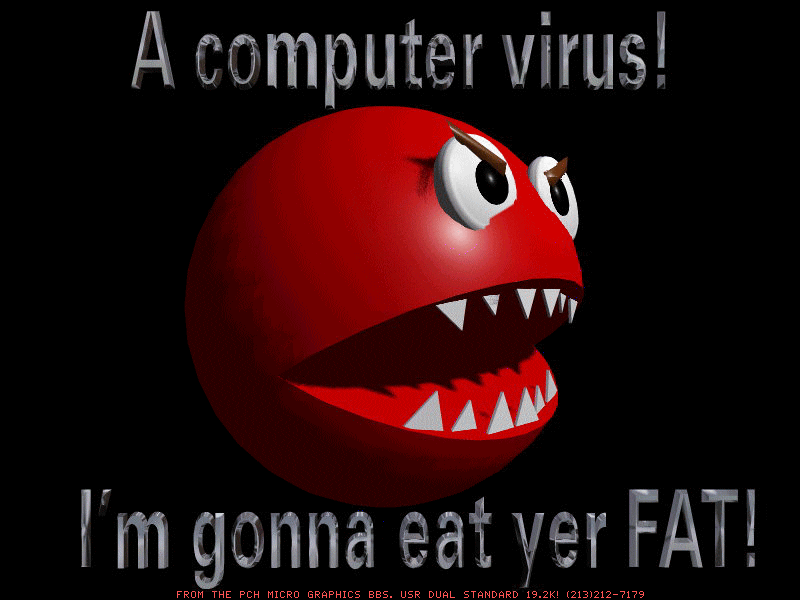 A computer virus!
I'm gonna eat yer FAT!
FROM THE PCH MICRO GRAPHICS BBS. USR DUAL STANDARD 19.2K! (213)212-7179